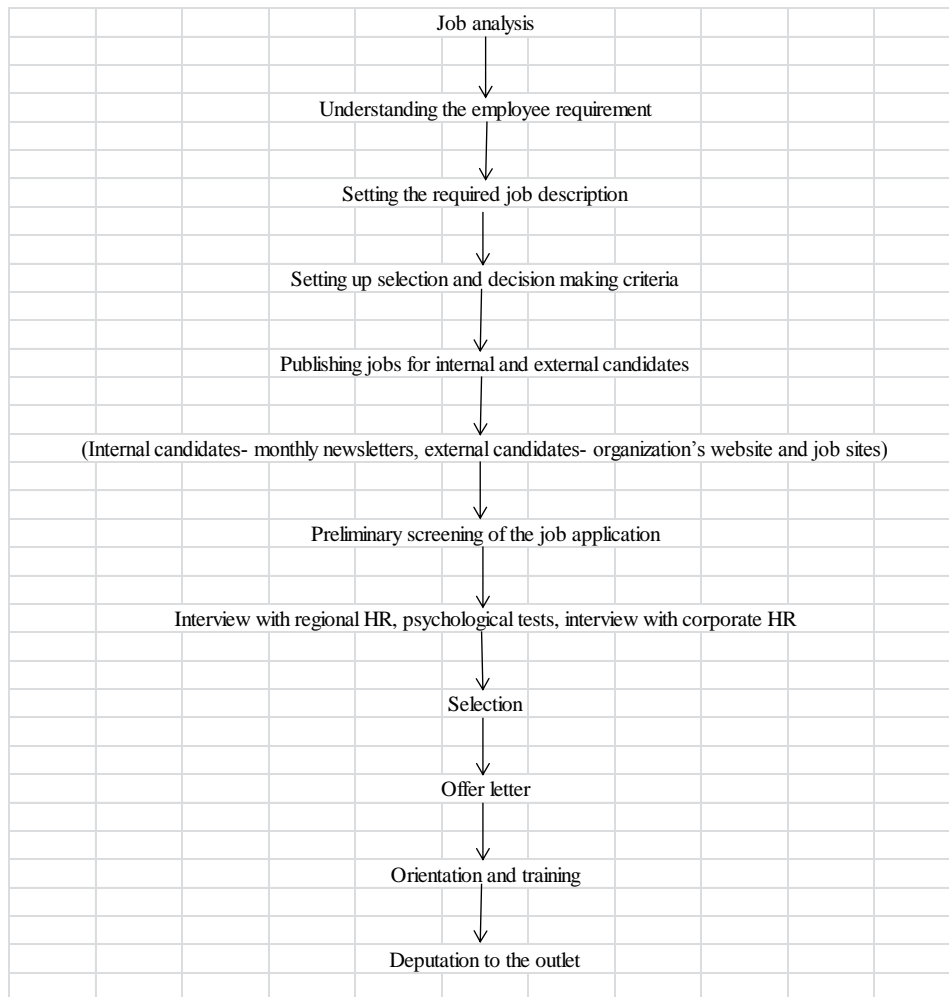 Job analysis
Understanding the employee requirement
Setting the required job description
Setting up selection and decision making criteria
Publishing jobs for internal and external candidates
(Internal candidates- monthly newsletters, external candidates- organization’s website and job sites)
Preliminary screening of the job application
Interview with regional HR, psychological tests, interview with corporate HR
Selection
Offer letter
Orientation and training
Deputation to the outlet